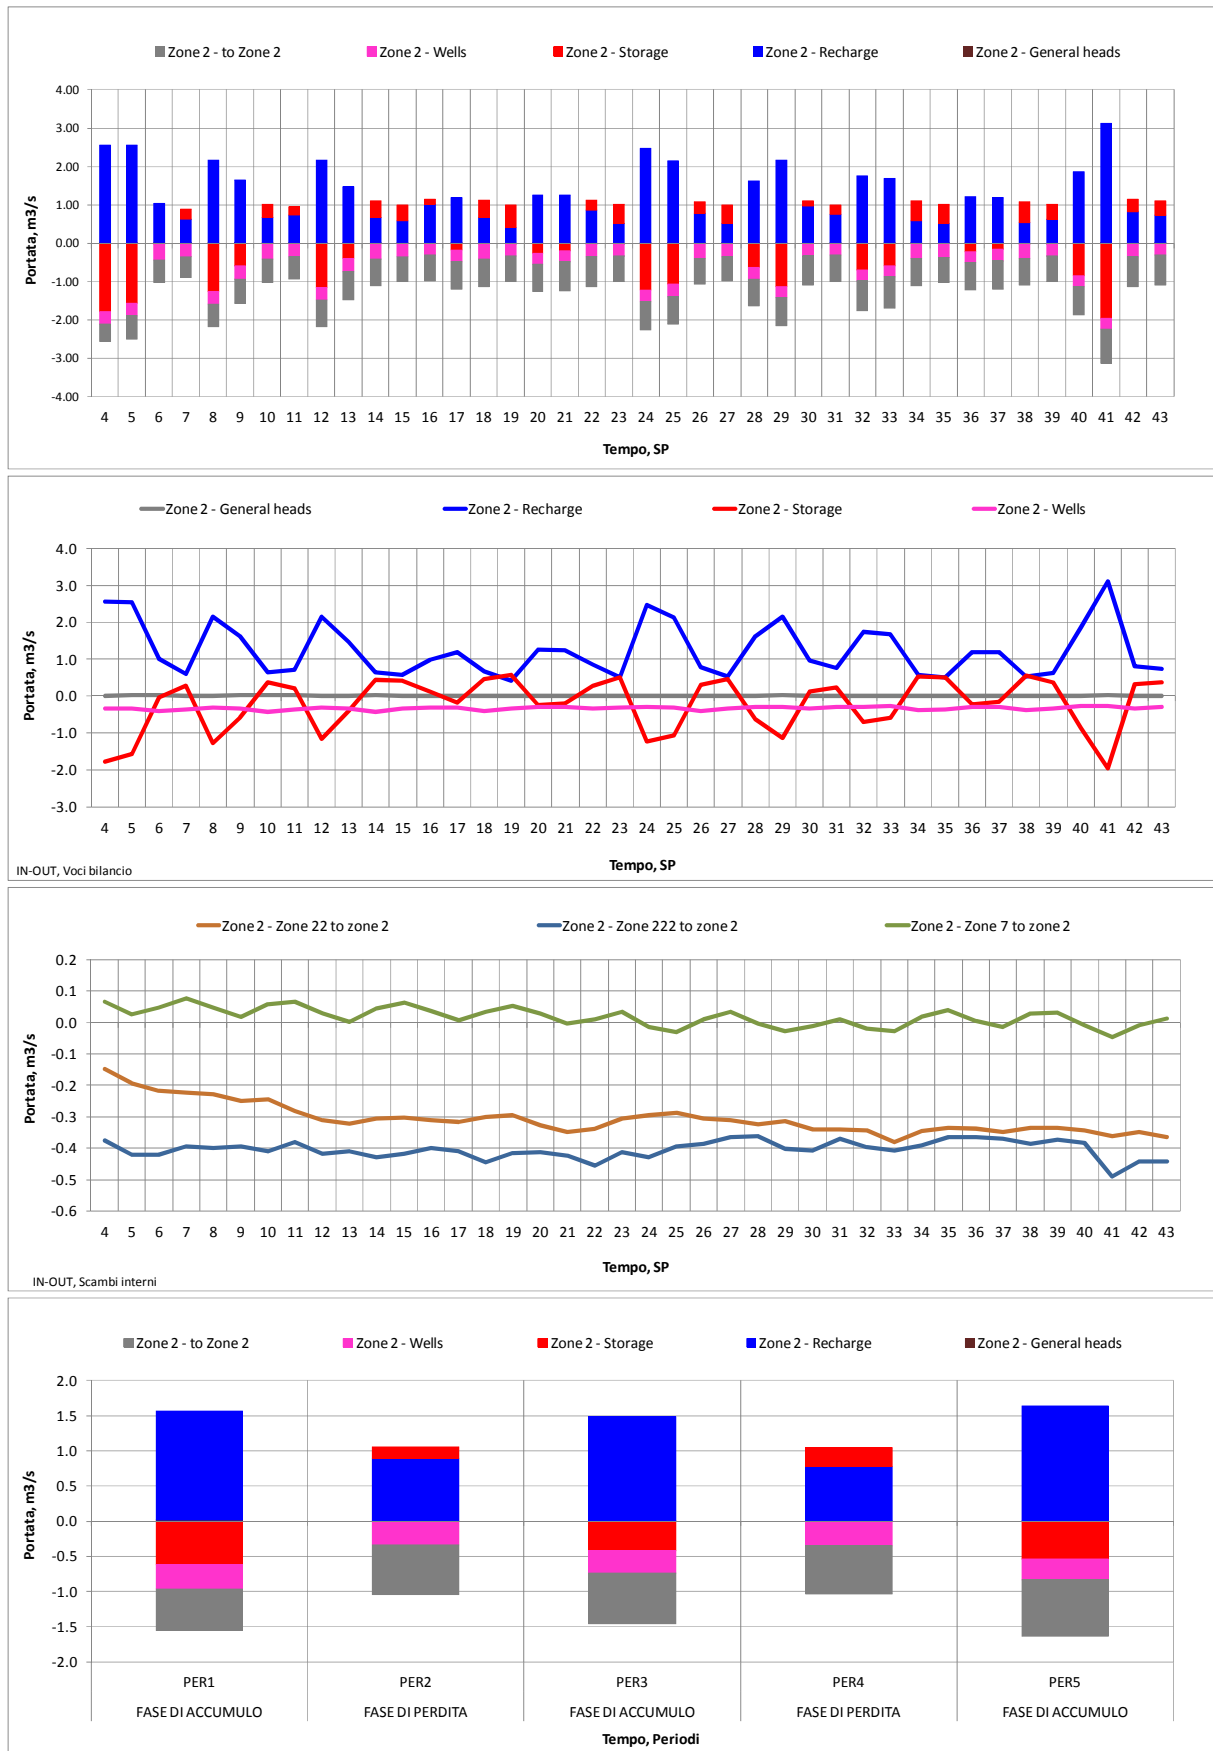 Zone 2 - to Zone 2 Zone 2 - Wells Zone 2 - Storage Zone 2 - Recharge Zone 2 - General heads
4.00
3.00
2.00
1.00
0.00
-1.00
-2.00
-3.00
-4.00
Portata, m3/s
4 5 6 7 8 9 10 11 12 13 14 15 16 17 18 19 20 21 22 23 24 25 26 27 28 29 30 31 32 33 34 35 36 37 38 39 40 41 42 43
Tempo, SP
Zone 2 - General heads Zone 2 - Recharge Zone 2 - Storage Zone 2 - Wells
4.0
3.0
2.0
1.0
0.0
-1.0
-2.0
-3.0
Portata, m3/s
4 5 6 7 8 9 10 11 12 13 14 15 16 17 18 19 20 21 22 23 24 25 26 27 28 29 30 31 32 33 34 35 36 37 38 39 40 41 42 43
Tempo, SP
IN-OUT, Voci bilancio
Zone 2 - Zone 22 to zone 2 Zone 2 - Zone 222 to zone 2 Zone 2 - Zone 7 to zone 2
0.2
0.1
0.0
-0.1
-0.2
-0.3
-0.4
-0.5
-0.6
Portata, m3/s
4 5 6 7 8 9 10 11 12 13 14 15 16 17 18 19 20 21 22 23 24 25 26 27 28 29 30 31 32 33 34 35 36 37 38 39 40 41 42 43
Tempo, SP
IN-OUT, Scambi interni
Zone 2 - to Zone 2 Zone 2 - Wells Zone 2 - Storage Zone 2 - Recharge Zone 2 - General heads
2.0
1.5
1.0
0.5
0.0
-0.5
-1.0
-1.5
-2.0
Portata, m3/s
PER1 PER2 PER3 PER4 PER5
FASE DI ACCUMULO FASE DI PERDITA FASE DI ACCUMULO FASE DI PERDITA FASE DI ACCUMULO
Tempo, Periodi